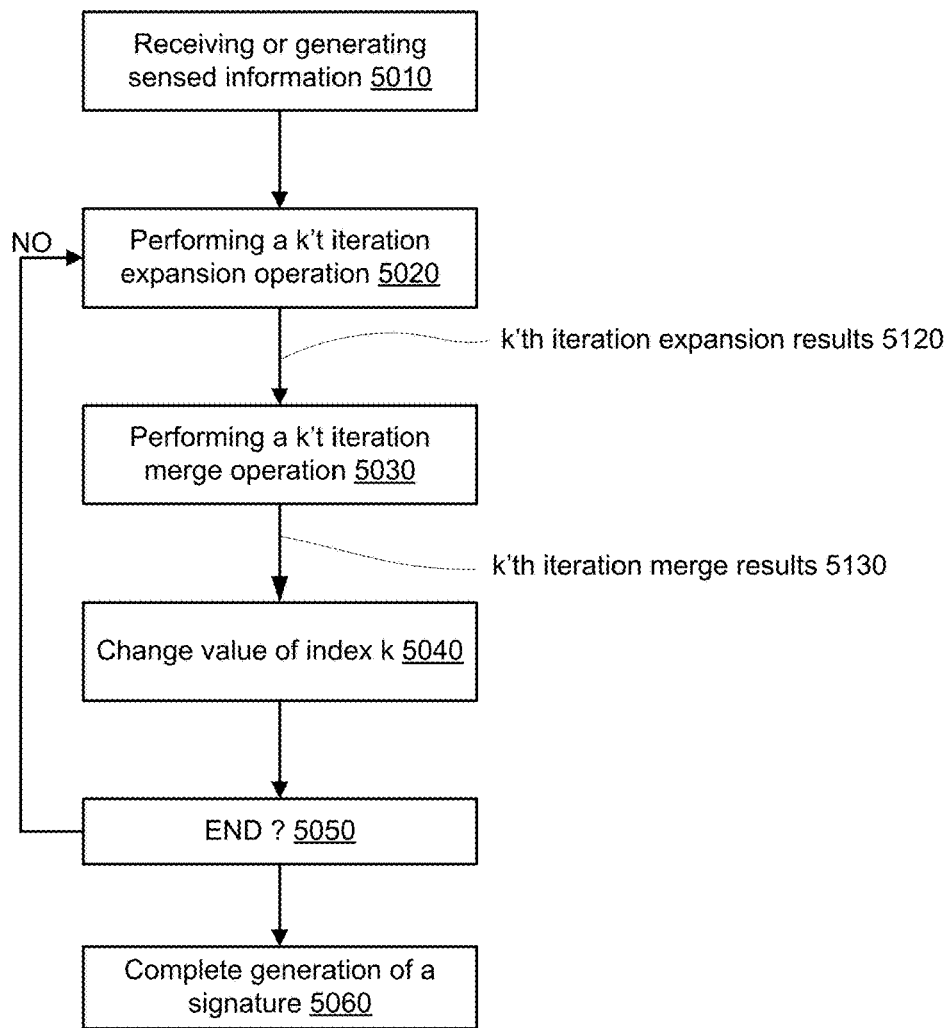 Receiving or generating
sensed information 5010
NO
Performing a k't iteration
expansion operation 5020
k'th iteration expansion results 5120
Performing a k't iteration
merge operation 5030
k'th iteration merge results 5130
Change value of index k 5040
END ? 5050
Complete generation of a
signature 5060